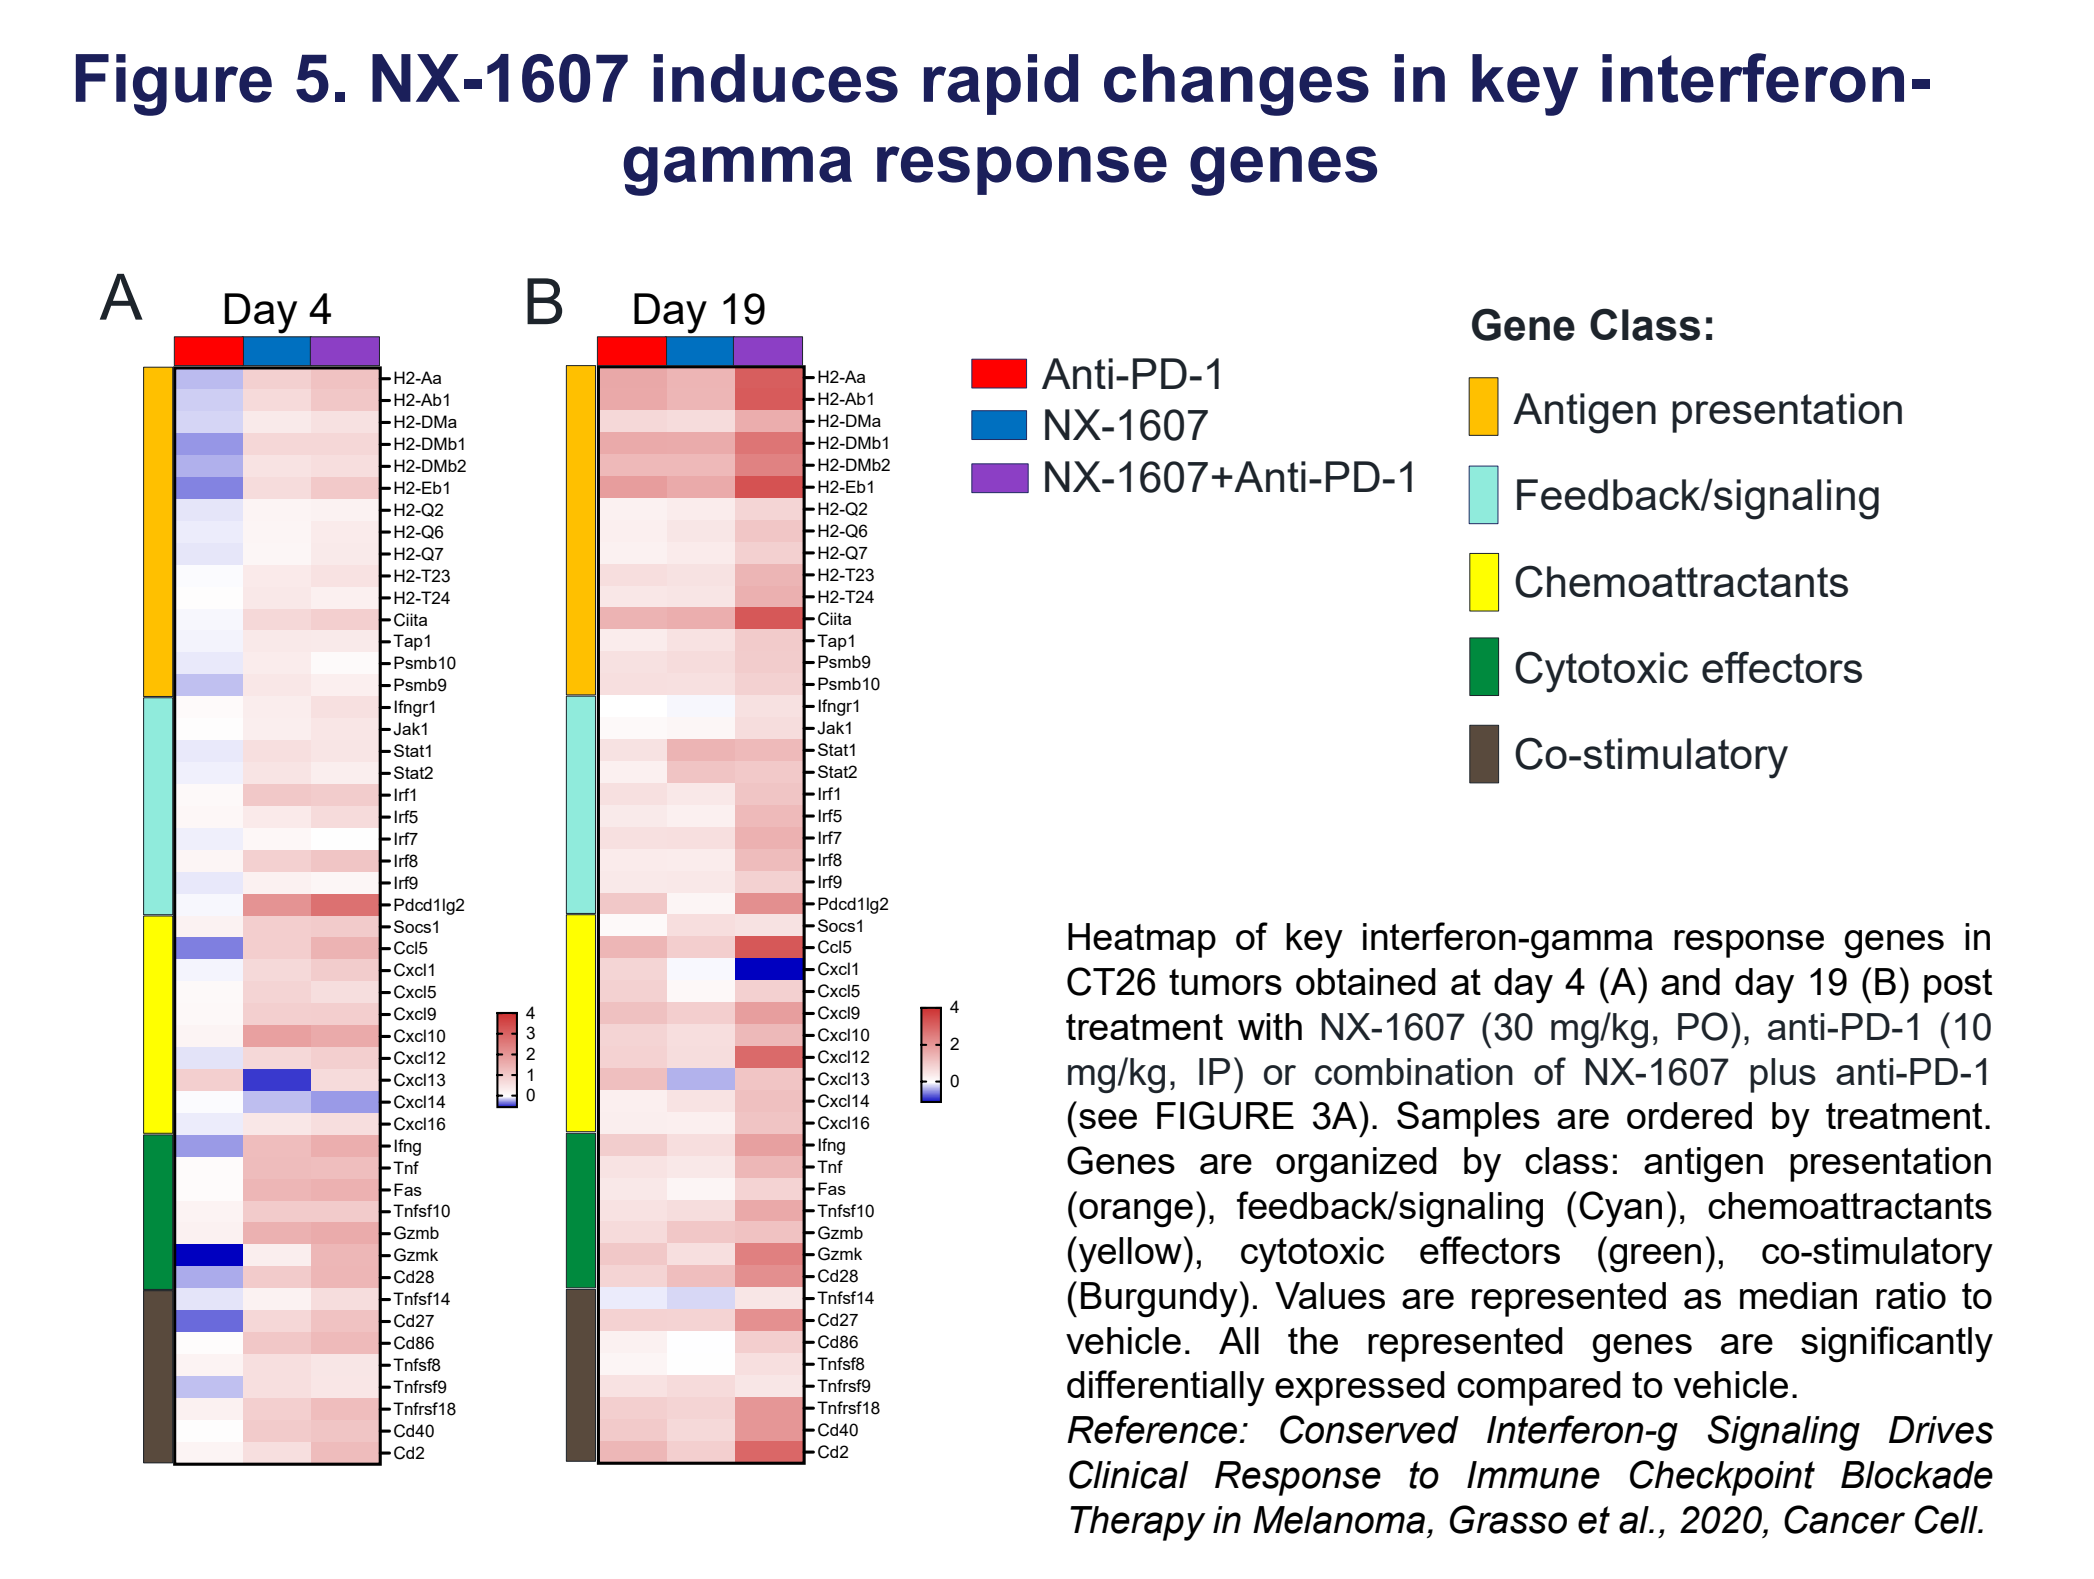 Figure 5. NX-1607 induces rapid changes in key interferon-
gamma response genes
A
Day 4
H2-Aa
H2-Ab1
H2-DMa
H2-DMb1
H2-DMb2
H2-Eb1
H2-Q2
H2-Q6
H2-Q7
H2-T23
H2-T24
Ciita
Tap1
Psmb10
Psmb9
Ifngr1
Jak1
Stat1
Stat2
Irf1
Irf5
Irf7
Irf8
Irf9
Pdcd1lg2
Socs1
Ccl5
Cxcl1
Cxcl5
Cxcl9
Cxcl10
Cxcl12
Cxcl13
Cxcl14
Cxcl16
Ifng
Tnf
Fas
Tnfsf10
Gzmb
Gzmk
Cd28
Tnfsf14
Cd27
Cd86
Tnfsf8
Tnfrsf9
Tnfrsf18
Cd40
Cd2
4
3
2
1
0
B
Day 19
H2-Aa
H2-Ab1
H2-DMa
H2-DMb1
H2-DMb2
H2-Eb1
H2-Q2
H2-Q6
H2-Q7
H2-T23
H2-T24
Ciita
Tap1
Psmb9
Psmb10
Ifngr1
Jak1
Stat1
Stat2
Irf1
Irf5
Irf7
Irf8
Irf9
Pdcd1lg2
Socs1
Ccl5
Cxcl1
Cxcl5
Cxcl9
Cxcl10
Cxcl12
Cxcl13
Cxcl14
Cxcl16
Ifng
Tnf
Fas
Tnfsf10
Gzmb
Gzmk
Cd28
Tnfsf14
Cd27
Cd86
Tnfsf8
Tnfrsf9
Tnfrsf18
Cd40
Cd2
4
2
0
Anti-PD-1
NX-1607
NX-1607+Anti-PD-1
Gene Class:
Antigen presentation
Feedback/signaling
Chemoattractants
Cytotoxic effectors
Co-stimulatory
Heatmap of key interferon-gamma response genes in
CT26 tumors obtained at day 4 (A) and day 19 (B) post
treatment with NX-1607 (30 mg/kg, PO), anti-PD-1 (10
mg/kg, IP) or combination of NX-1607 plus anti-PD-1
(see FIGURE 3A). Samples are ordered by treatment.
Genes are organized by class: antigen presentation
(orange), feedback/signaling (Cyan), chemoattractants
(yellow), cytotoxic effectors (green), co-stimulatory
(Burgundy). Values are represented as median ratio to
vehicle. All the represented genes are significantly
differentially expressed compared to vehicle.
Reference: Conserved Interferon-g Signaling Drives
Clinical Response to Immune Checkpoint Blockade
Therapy in Melanoma, Grasso et al., 2020, Cancer Cell.